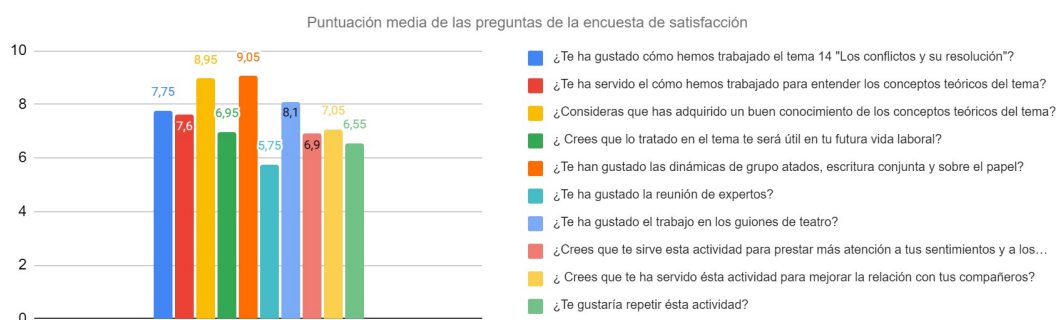 Puntuación media de las preguntas de la encuesta de satisfacción
10
8
6
4
2
0
7,75
7,6
8,95
6,95
9,05
5,75
8,1
6,9
7,05
6,55
¿Te ha gustado cómo hemos trabajado el tema 14 "Los conflictos y su resolución"?
¿Te ha servido el cómo hemos trabajado para entender los conceptos teóricos del tema?
¿Consideras que has adquirido un buen conocimiento de los conceptos teóricos del tema?
¿ Crees que lo tratado en el tema te será útil en tu futura vida laboral?
¿Te han gustado las dinámicas de grupo atados, escritura conjunta y sobre el papel?
¿Te ha gustado la reunión de expertos?
¿Te ha gustado el trabajo en los guiones de teatro?
¿Crees que te sirve esta actividad para prestar más atención a tus sentimientos y a los…
¿ Crees que te ha servido ésta actividad para mejorar la relación con tus compañeros?
¿Te gustaría repetir ésta actividad?